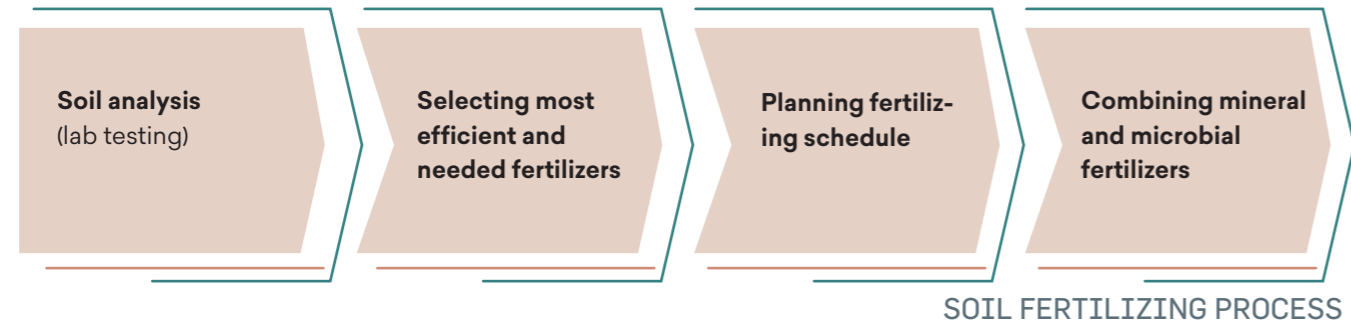 Soil analysis
(lab testing)
Selecting most
efficient and
needed fertilizers
Planning fertiliz-
ing schedule
Combining mineral
and microbial
fertilizers
SOIL FERTILIZING PROCESS